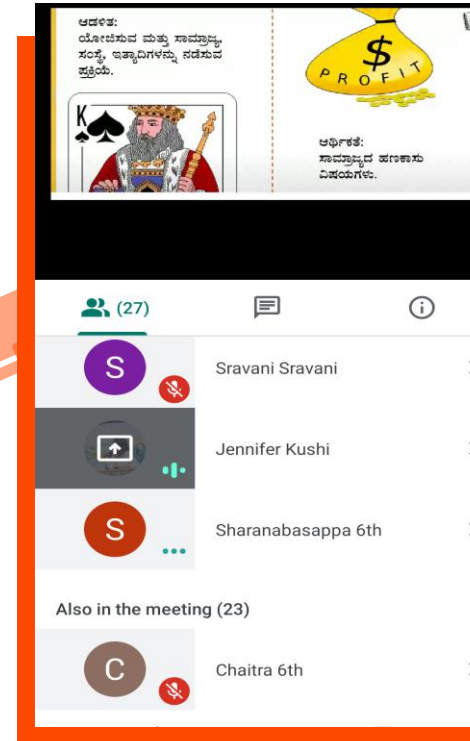 ಆಡಳಿತ:
ಯೋಜಿಸುವ ಮತ್ತು ಸಾಮ್ರಾಜ್ಯ,
ಸಂಸ್ಥೆ, ಇತ್ಯಾದಿಗಳನ್ನು ನಡೆಸುವ
ಪ್ರಕ್ರಿಯೆ.
K
$
PROFIT
ಆರ್ಥಿಕತೆ:
ಸಾಮ್ರಾಜ್ಯದ ಹಣಕಾಸು
ವಿಷಯಗಳು.
(27)
S
Sravani Sravani
Jennifer Kushi
S
Sharanabasappa 6th
Also in the meeting (23)
C
Chaitra 6th